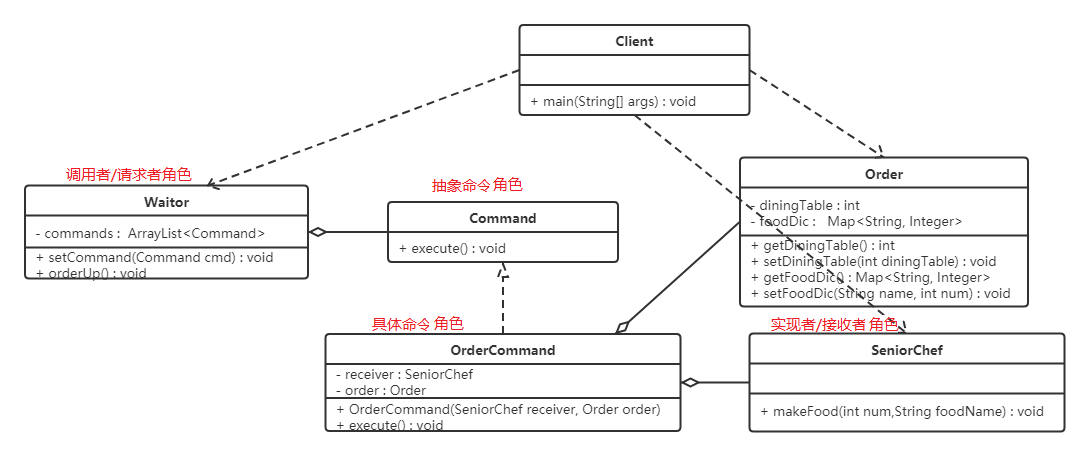 Client
+ main(String[] args) : void
调用者/请求者角色
Waitor
- commands :  ArrayList<Command>
+ setCommand(Command cmd) : void
+ orderUp() : void
抽象命令 角色
Command
+ execute() : void
Order
- diningTable : int
- foodDic :   Map<String, Integer>
+ getDiningTable() : int
+ setDiningTable(int diningTable) : void
+ getFoodDic() : Map<String, Integer>
+ setFoodDic(String name, int num) : void
具体命令 角色
OrderCommand
- receiver : SeniorChef
- order : Order
+ OrderCommand(SeniorChef receiver, Order order)
+ execute() : void
实现者/接收者 角色
SeniorChef
+ makeFood(int num,String foodName) : void